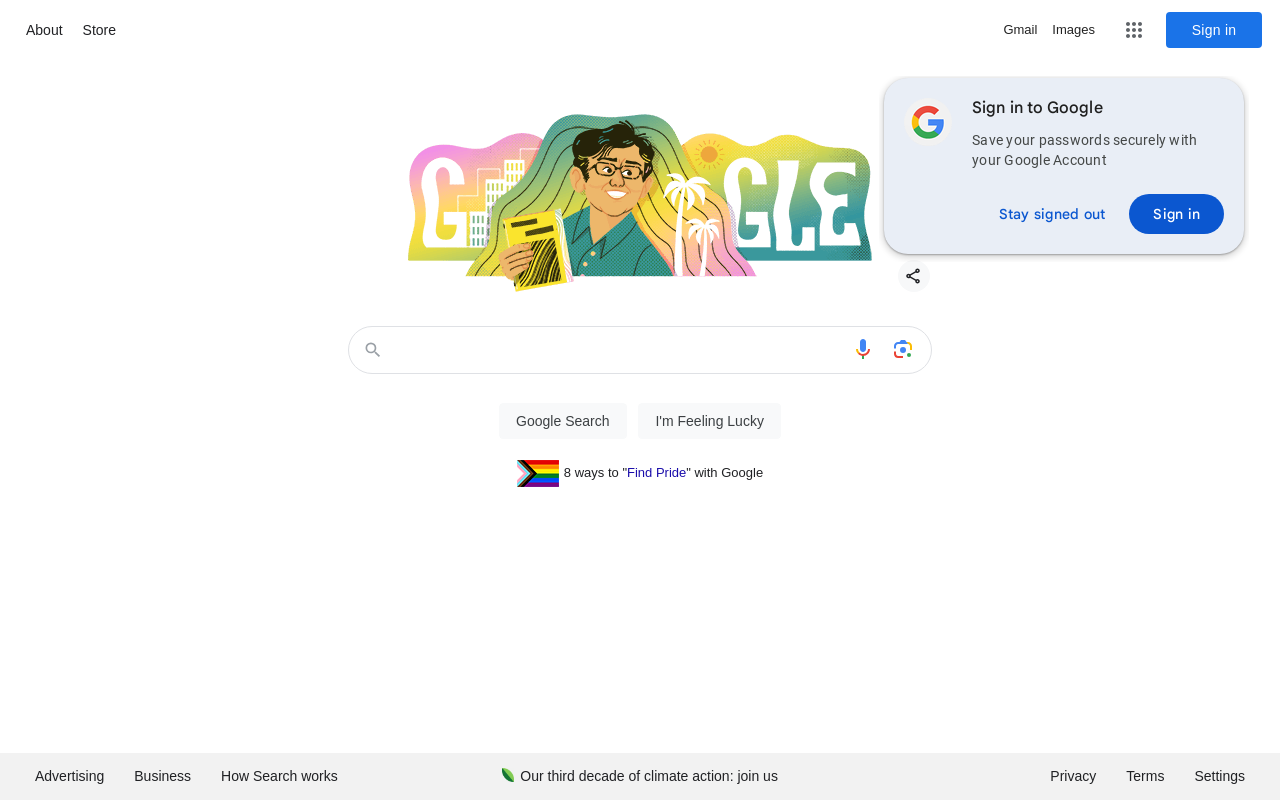 About
Store
Gmail
Images
Sign in
Sign in to Google
Save your passwords securely with
your Google Account
Stay signed out
Sign in
GOOGLE
Google Search
I'm Feeling Lucky
8 ways to "Find Pride" with Google
Advertising
Business
How Search works
Our third decade of climate action: join us
Privacy
Terms
Settings